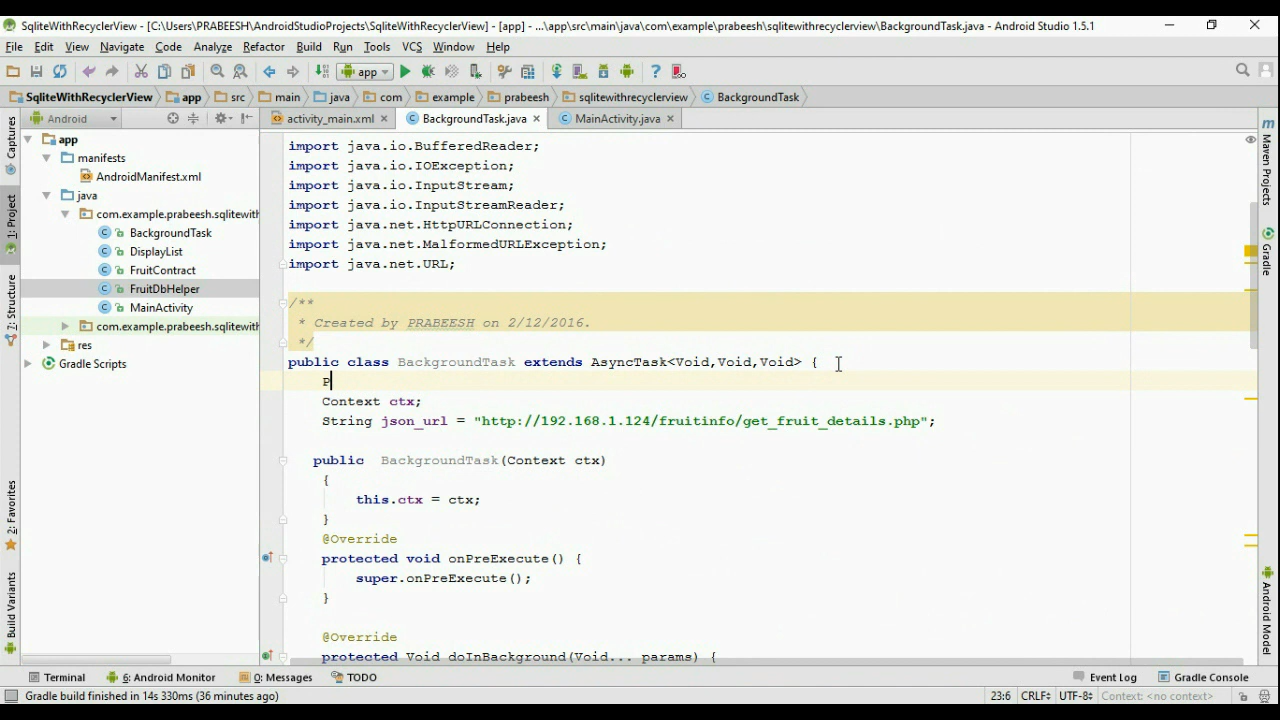 SqliteWithRecyclerView - [C:\Users\PRABEESH\AndroidStudioProjects\SqliteWithRecyclerView] - [app] - ...\app\src\main\java\com\example\prabeesh\sqlitewithrecyclerview\BackgroundTask.java - Android Studio 1.5.1
File Edit View Navigate Code Analyze Refactor Build Run Tools VCS Window Help
app
SqliteWithRecyclerView app src main java com example prabeesh sqlitewithrecyclerview BackgroundTask
Android activity_main.xml BackgroundTask.java MainActivity.java
app
manifests
AndroidManifest.xml
java
com.example.prabeesh.sqlitewith
BackgroundTask
DisplayList
FruitContract
FruitDbHelper
MainActivity
com.example.prabeesh.sqlitewith
res
Gradle Scripts
Captures
1: Project
7: Structure
2: Favorites
Build Variants
import java.io.BufferedReader;
import java.io.IOException;
import java.io.InputStream;
import java.io.InputStreamReader;
import java.net.HttpURLConnection;
import java.net.MalformedURLException;
import java.net.URL;
/**
* Created by PRABEESH on 2/12/2016.
*/
public class BackgroundTask extends AsyncTask<Void,Void,Void> {
P
Context ctx;
String json_url = "http://192.168.1.124/fruitinfo/get_fruit_details.php";
public BackgroundTask(Context ctx)
{
this.ctx = ctx;
}
@Override
protected void onPreExecute() {
super.onPreExecute();
}
@Override
protected Void doInBackground(Void... params) {
m
Maven Projects
Gradle
Android Model
Terminal 6: Android Monitor 0: Messages TODO Event Log Gradle Console
Gradle build finished in 14s 330ms (36 minutes ago) 23:6 CRLF UTF-8 Context: <no context>